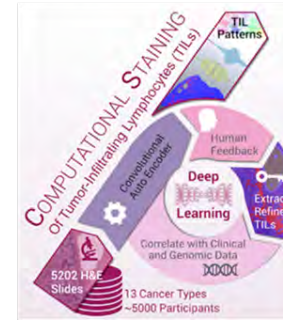 COMPUTATIONAL STAINING
Of Tumor-Infiltrating Lymphocytes (TILs)
TIL
Patterns
Human
Feedback
Convolutional
Auto Encoder
Deep
Learning
Extrac
Refine
TILs
Correlate with Clinical
and Genomic Data
5202 H&E
Slides
13 Cancer Types
~5000 Participants